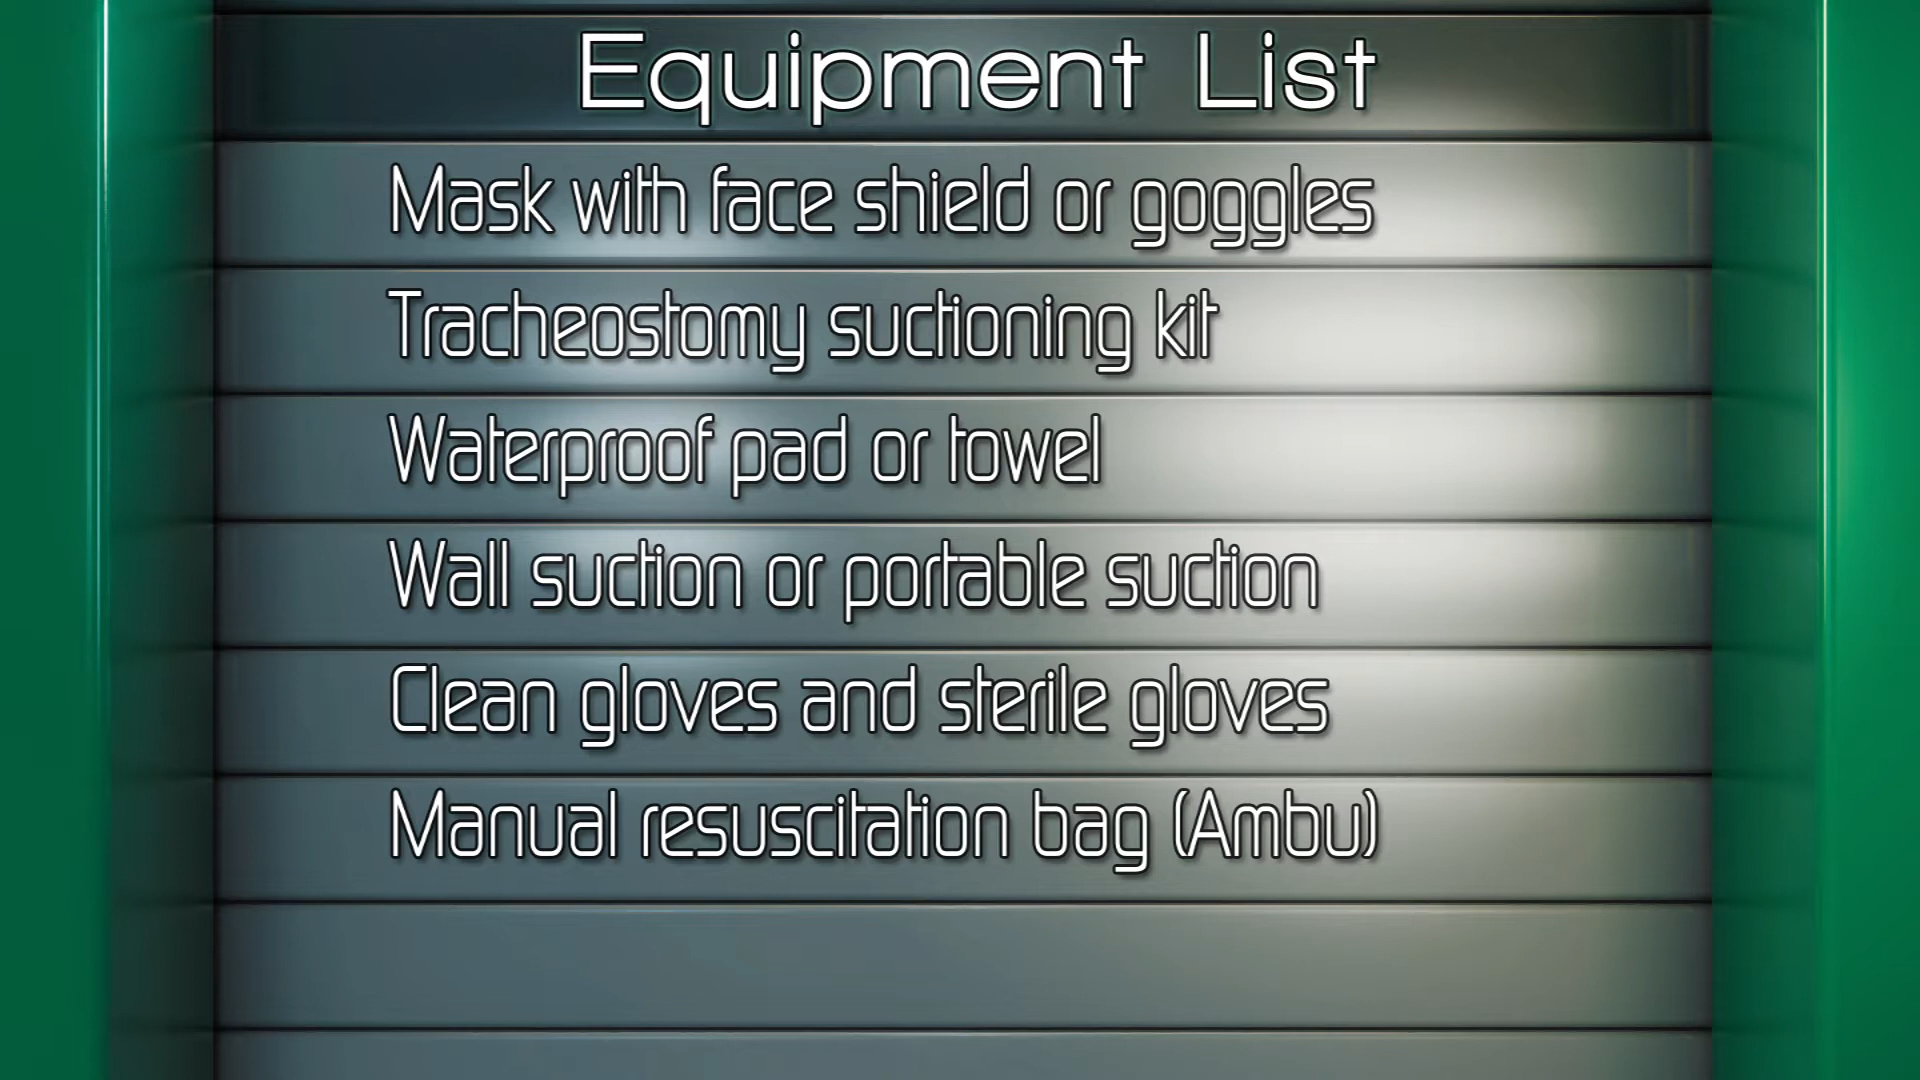 Equipment List
Mask with face shield or goggles
Tracheostomy suctioning kit
Waterproof pad or towel
Wall suction or portable suction
Clean gloves and sterile gloves
Manual resuscitation bag (Ambu)